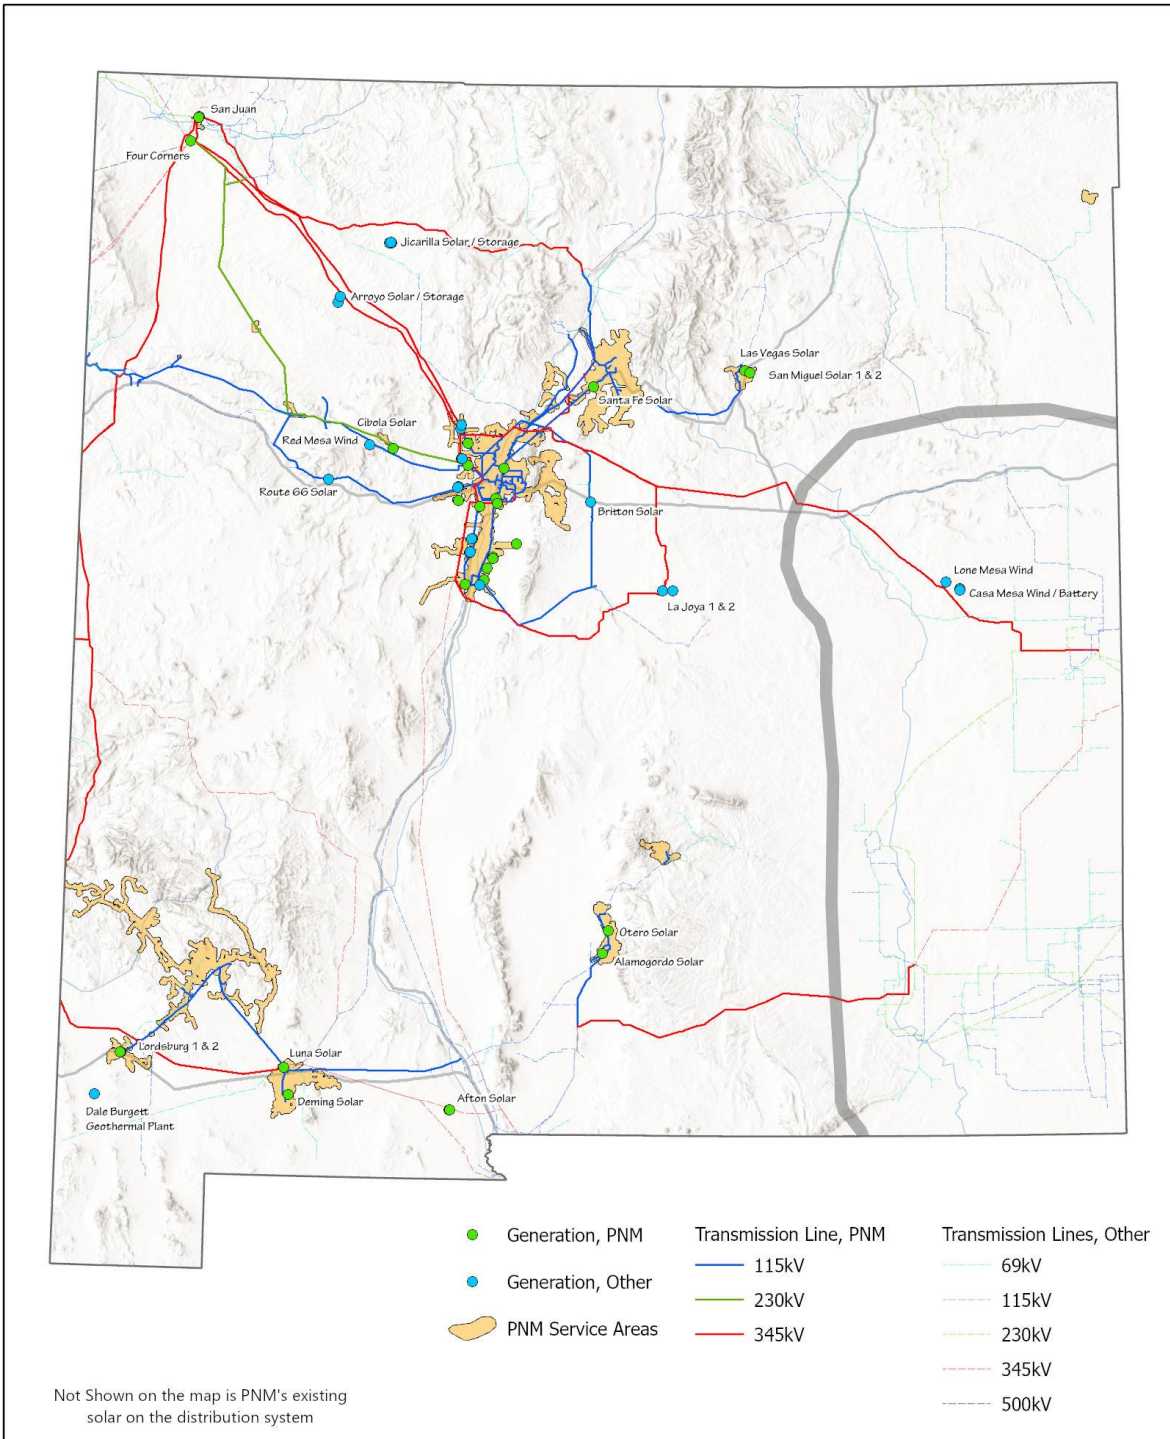 San Juan
Four Corners
Jicarilla Solar / Storage
Arroyo Solar / Storage
Las Vegas Solar
San Miguel Solar 1 & 2
Santa Fe Solar
Cibola Solar
Red Mesa Wind
Route 66 Solar
Britton Solar
Lone Mesa Wind
Casa Mesa Wind / Battery
La Joya 1 & 2
Otero Solar
Alamogordo Solar
Lordsburg 1 & 2
Luna Solar
Deming Solar
Afton Solar
Dale Burgett
Geothermal Plant
Generation, PNM
Generation, Other
PNM Service Areas
Transmission Line, PNM
115kV
230kV
345kV
Transmission Lines, Other
69kV
115kV
230kV
345kV
500kV
Not Shown on the map is PNM's existing
solar on the distribution system